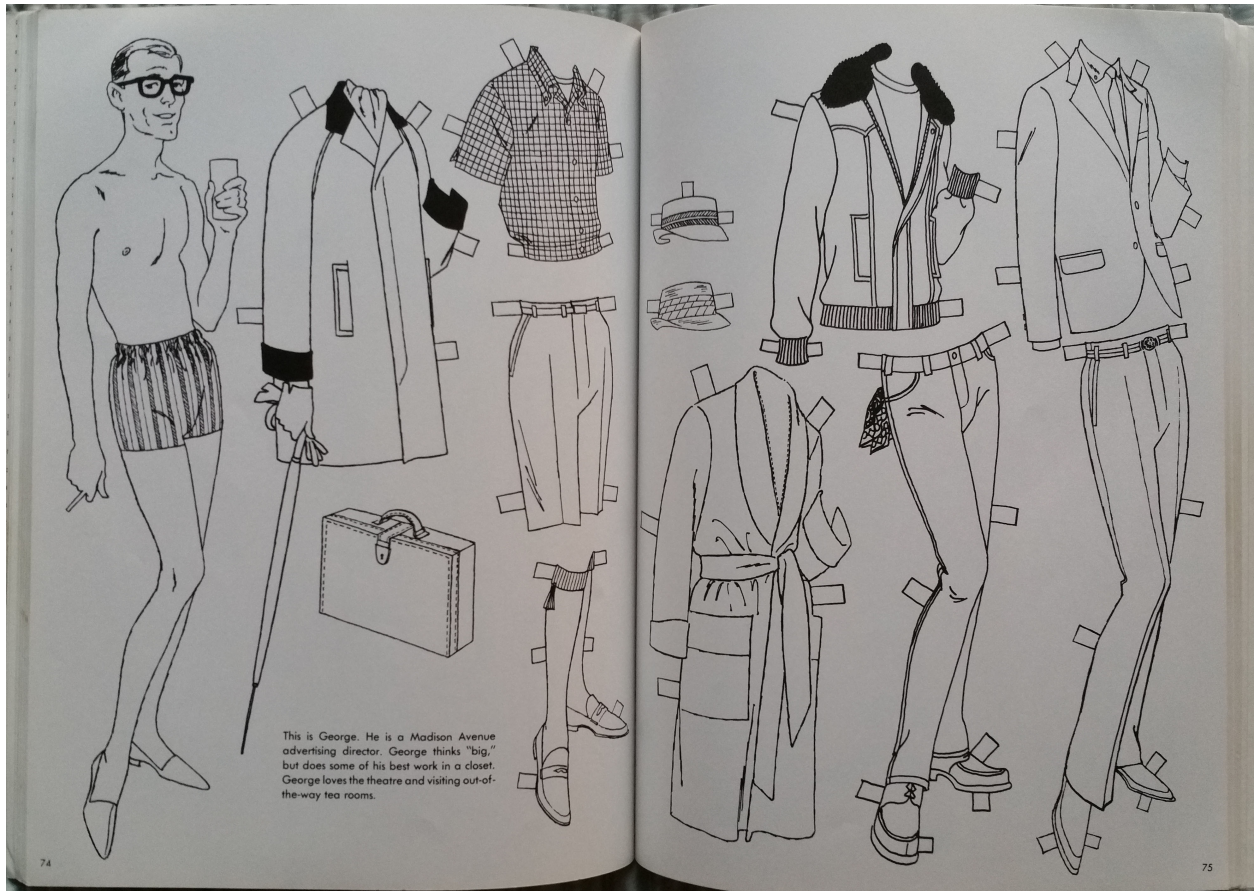 This is George. He is a Madison Avenue
advertising director. George thinks "big,"
but does some of his best work in a closet.
George loves the theatre and visiting out-of-
the-way tea rooms.
74
75